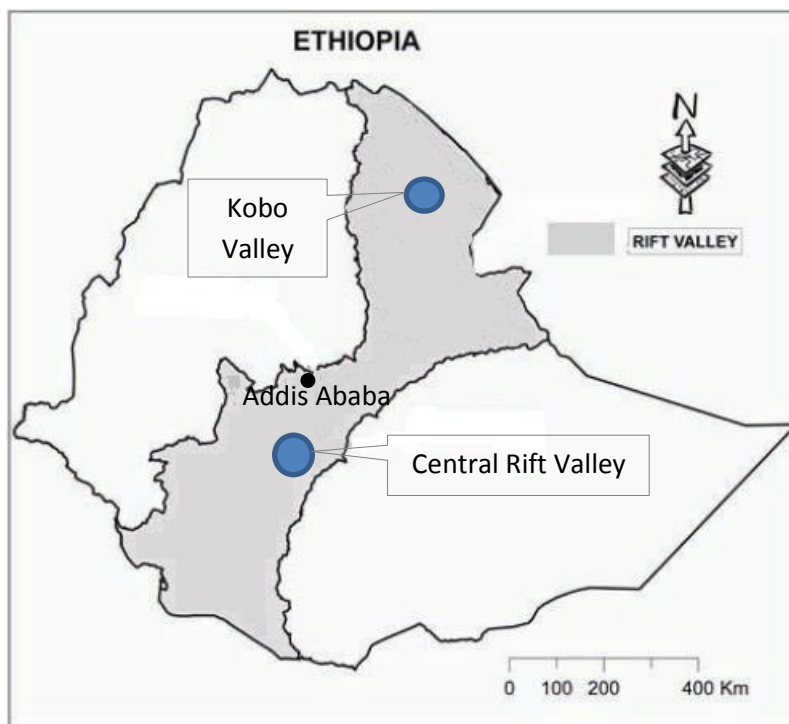 ETHIOPIA
N
Kobo
Valley
RIFT VALLEY
Addis Ababa
Central Rift Valley
0 100 200 400 Km